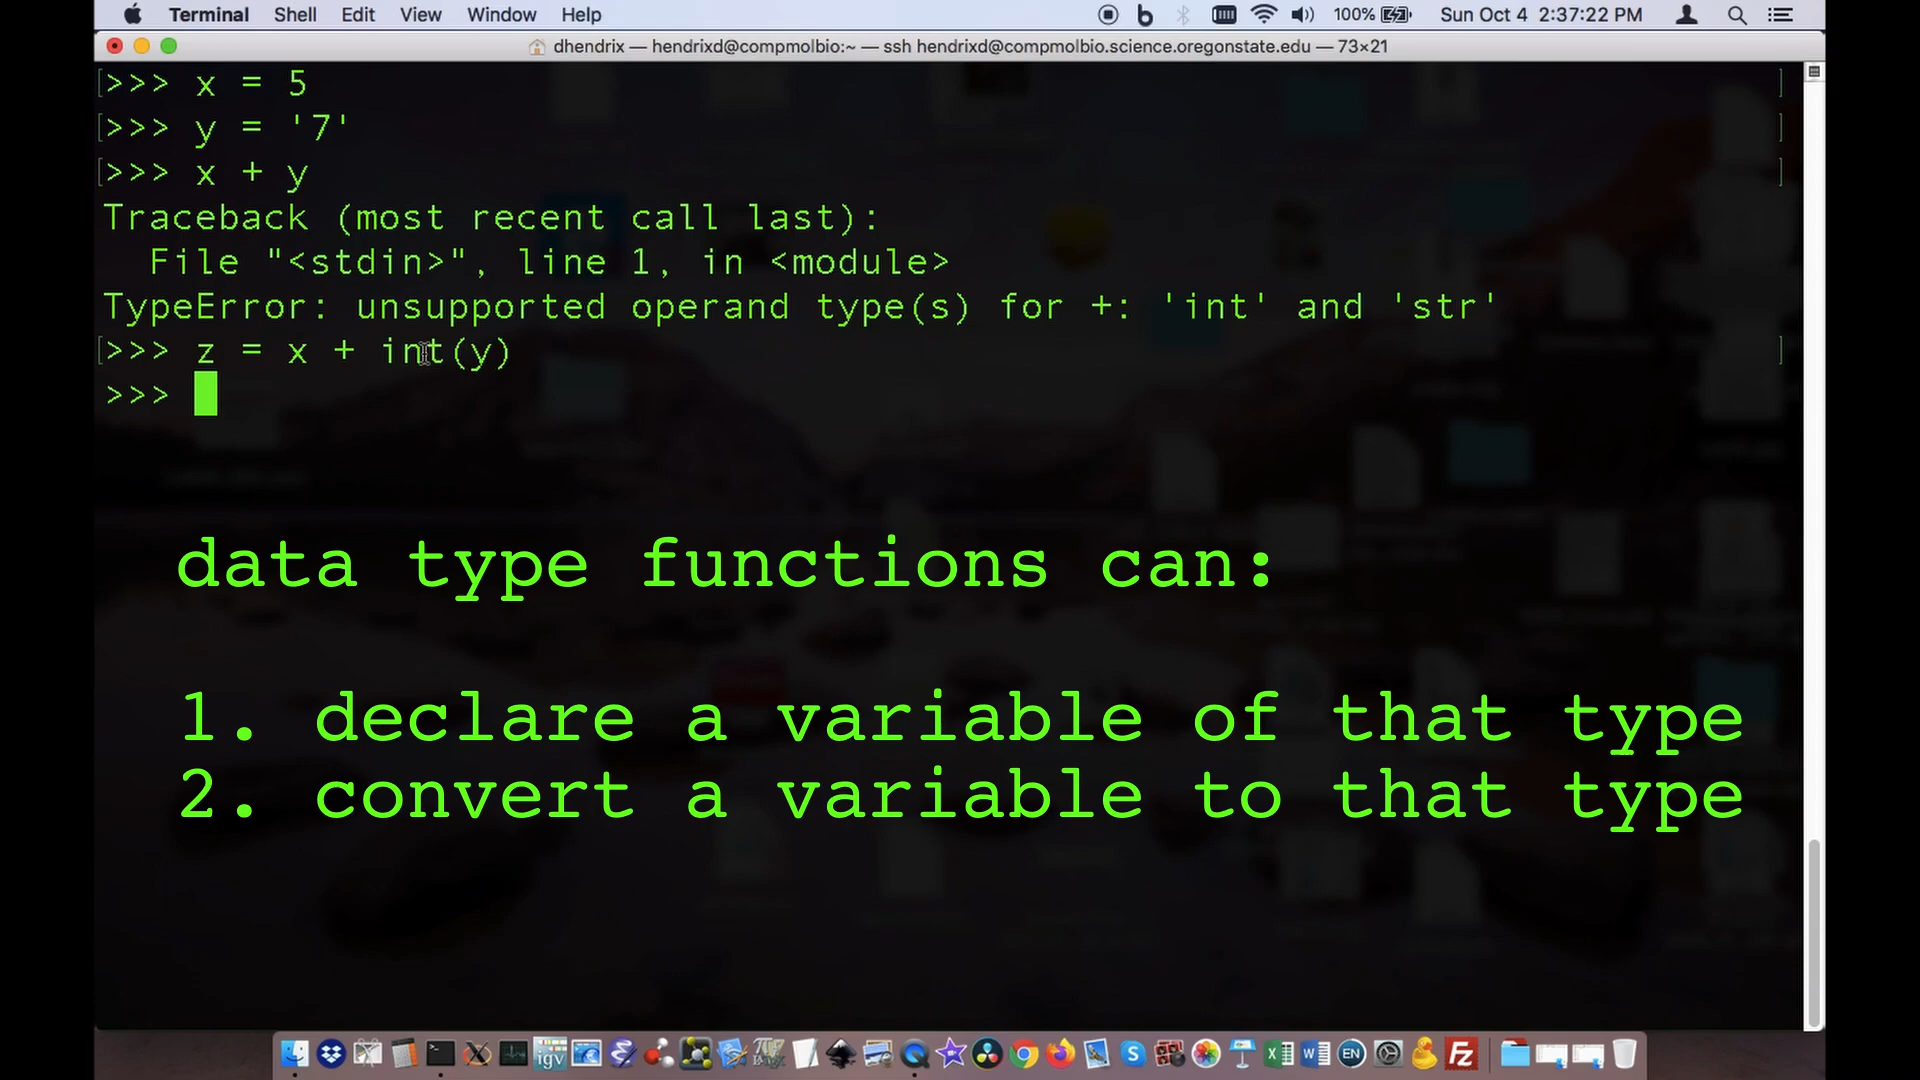 Terminal Shell Edit View Window Help 100% Sun Oct 4 2:37:22 PM
dhendrix — hendrixd@compmolbio:~ — ssh hendrixd@compmolbio.science.oregonstate.edu — 73×21
[>>> x = 5 ]
[>>> y = '7' ]
[>>> x + y ]
Traceback (most recent call last):
File "<stdin>", line 1, in <module>
TypeError: unsupported operand type(s) for +: 'int' and 'str'
[>>> z = x + int(y) ]
>>>
data type functions can:
1. declare a variable of that type
2. convert a variable to that type
igv EN Fz